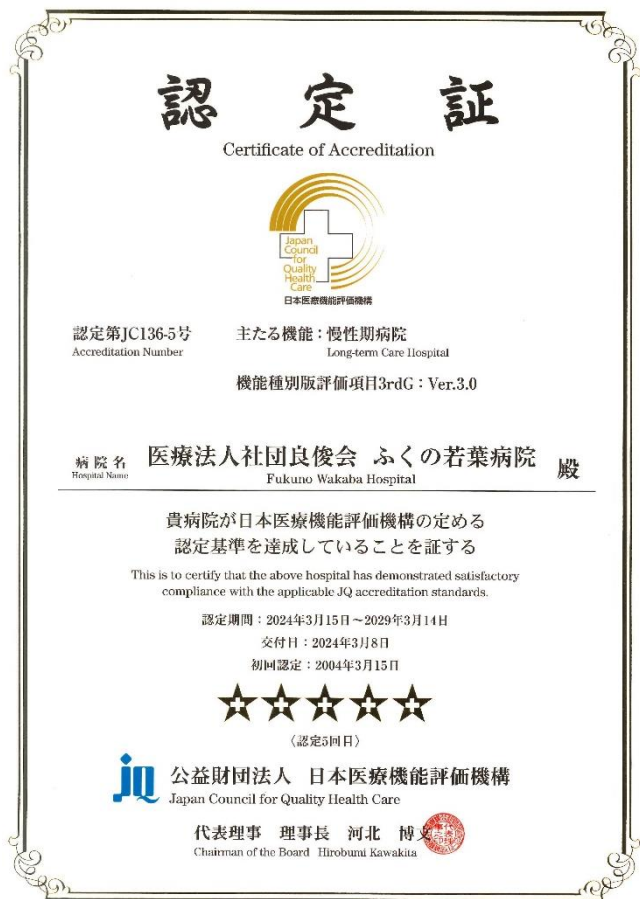 認定証
Certificate of Accreditation
Japan
Council
for
Quality
Health
Care
日本医療機能評価機構
認定第JC136-5号 主たる機能：慢性期病院
Accreditation Number Long-term Care Hospital
機能種別版評価項目3rdG：Ver.3.0
病院名 医療法人社団良俊会 ふくの若葉病院 殿
Hospital Name Fukuno Wakaba Hospital
貴病院が日本医療機能評価機構の定める
認定基準を達成していることを証する
This is to certify that the above hospital has demonstrated satisfactory
compliance with the applicable JQ accreditation standards.
認定期間：2024年3月15日～2029年3月14日
交付日：2024年3月8日
初回認定：2004年3月15日
〈認定5回目〉
jQ 公益財団法人 日本医療機能評価機構
Japan Council for Quality Health Care
代表理事 理事長 河北 博文
Chairman of the Board Hirobumi Kawakita